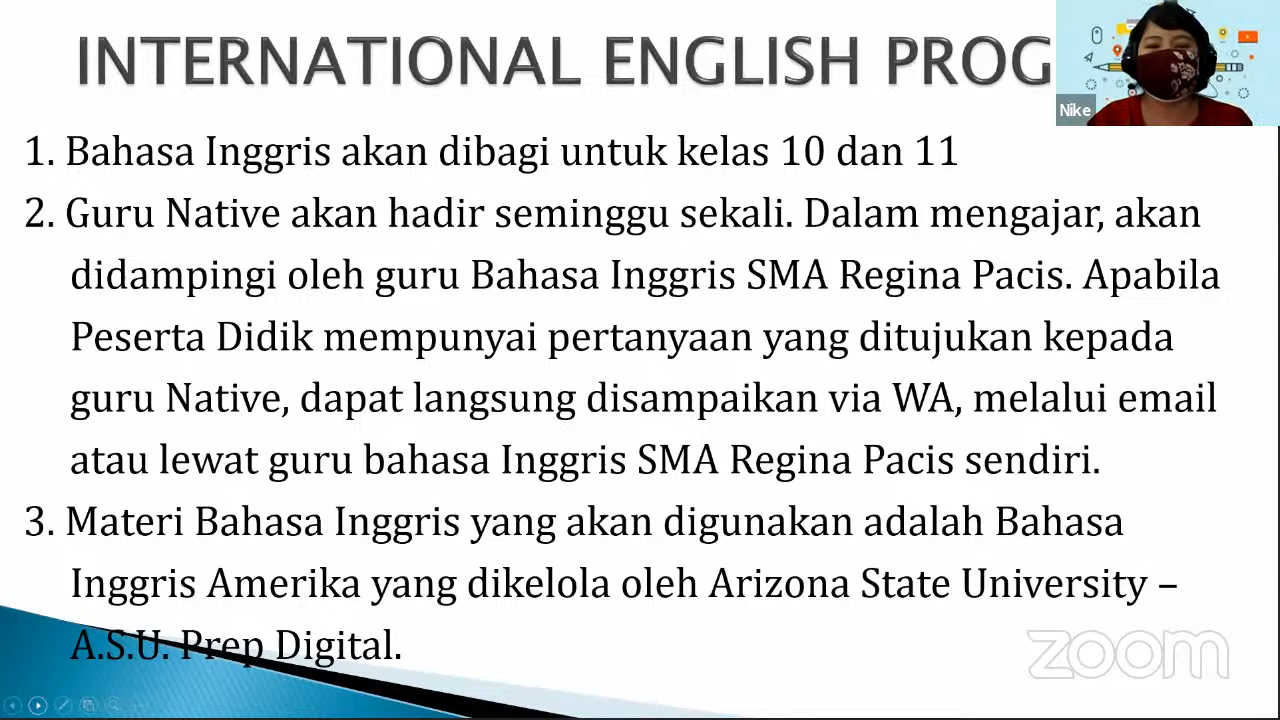 INTERNATIONAL ENGLISH PROG
Nike
1. Bahasa Inggris akan dibagi untuk kelas 10 dan 11
2. Guru Native akan hadir seminggu sekali. Dalam mengajar, akan
didampingi oleh guru Bahasa Inggris SMA Regina Pacis. Apabila
Peserta Didik mempunyai pertanyaan yang ditujukan kepada
guru Native, dapat langsung disampaikan via WA, melalui email
atau lewat guru bahasa Inggris SMA Regina Pacis sendiri.
3. Materi Bahasa Inggris yang akan digunakan adalah Bahasa
Inggris Amerika yang dikelola oleh Arizona State University –
A.S.U. Prep Digital.
zoom